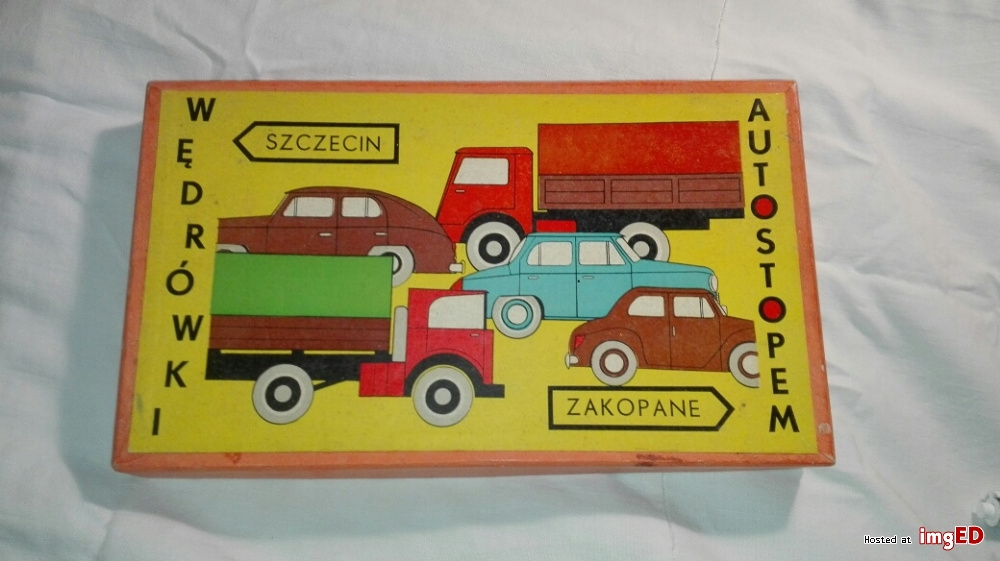 WĘDRÓWKI
AUTOSTOPEM
SZCZECIN
ZAKOPANE
Hosted at imgED